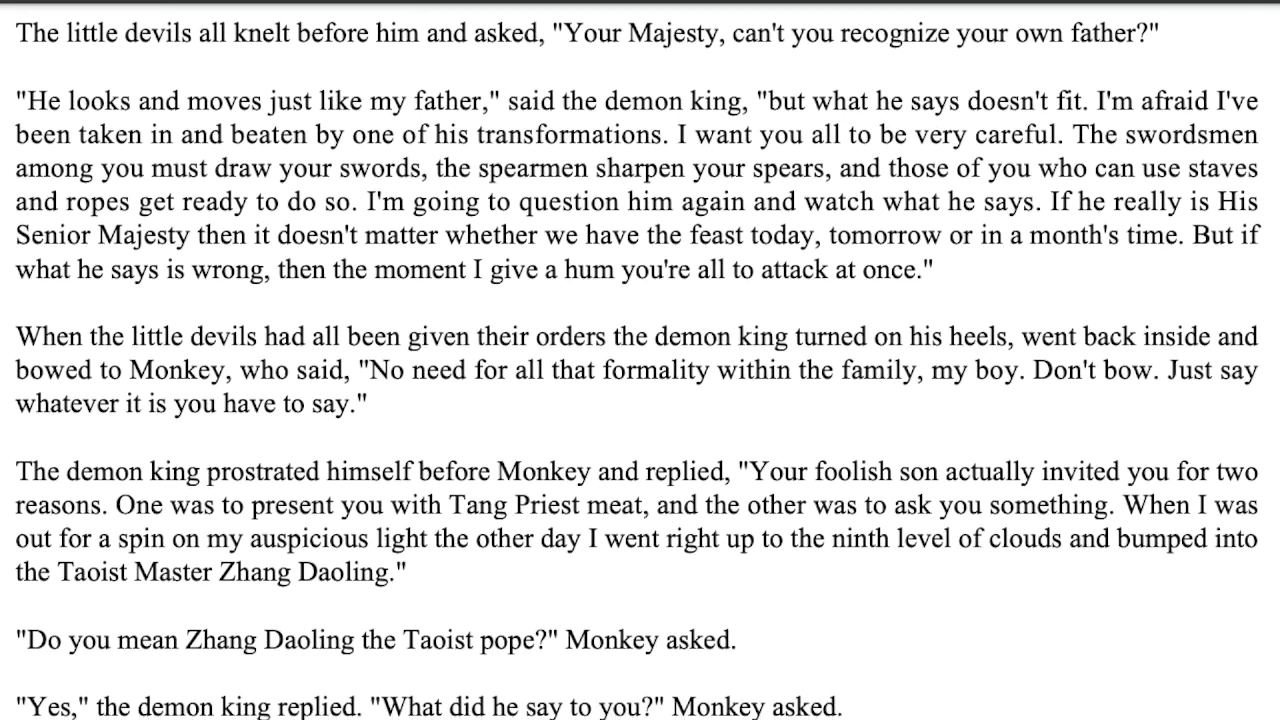 The little devils all knelt before him and asked, "Your Majesty, can't you recognize your own father?"
"He looks and moves just like my father," said the demon king, "but what he says doesn't fit. I'm afraid I've
been taken in and beaten by one of his transformations. I want you all to be very careful. The swordsmen
among you must draw your swords, the spearmen sharpen your spears, and those of you who can use staves
and ropes get ready to do so. I'm going to question him again and watch what he says. If he really is His
Senior Majesty then it doesn't matter whether we have the feast today, tomorrow or in a month's time. But if
what he says is wrong, then the moment I give a hum you're all to attack at once."
When the little devils had all been given their orders the demon king turned on his heels, went back inside and
bowed to Monkey, who said, "No need for all that formality within the family, my boy. Don't bow. Just say
whatever it is you have to say."
The demon king prostrated himself before Monkey and replied, "Your foolish son actually invited you for two
reasons. One was to present you with Tang Priest meat, and the other was to ask you something. When I was
out for a spin on my auspicious light the other day I went right up to the ninth level of clouds and bumped into
the Taoist Master Zhang Daoling."
"Do you mean Zhang Daoling the Taoist pope?" Monkey asked.
"Yes," the demon king replied. "What did he say to you?" Monkey asked.